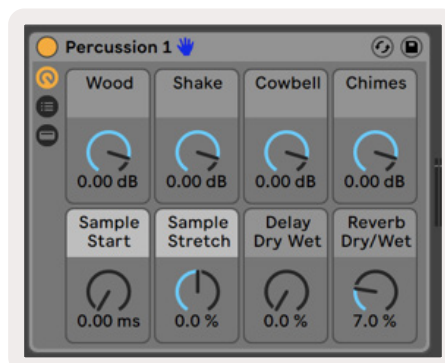 Percussion 1
Wood Shake Cowbell Chimes
0.00 dB 0.00 dB 0.00 dB 0.00 dB
Sample Sample Delay Reverb
Start Stretch Dry Wet Dry/Wet
0.00 ms 0.0 % 0.0 % 7.0 %